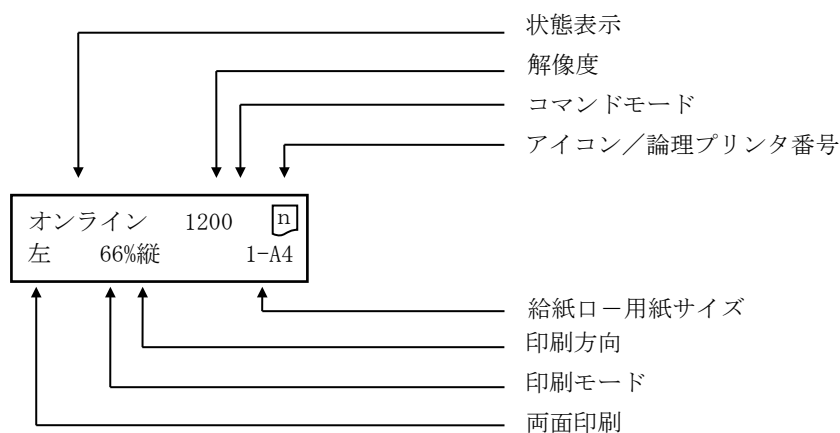 状態表示
解像度
コマンドモード
アイコン／論理プリンタ番号
オンライン 1200 n
左 66%縦 1-A4
給紙口－用紙サイズ
印刷方向
印刷モード
両面印刷